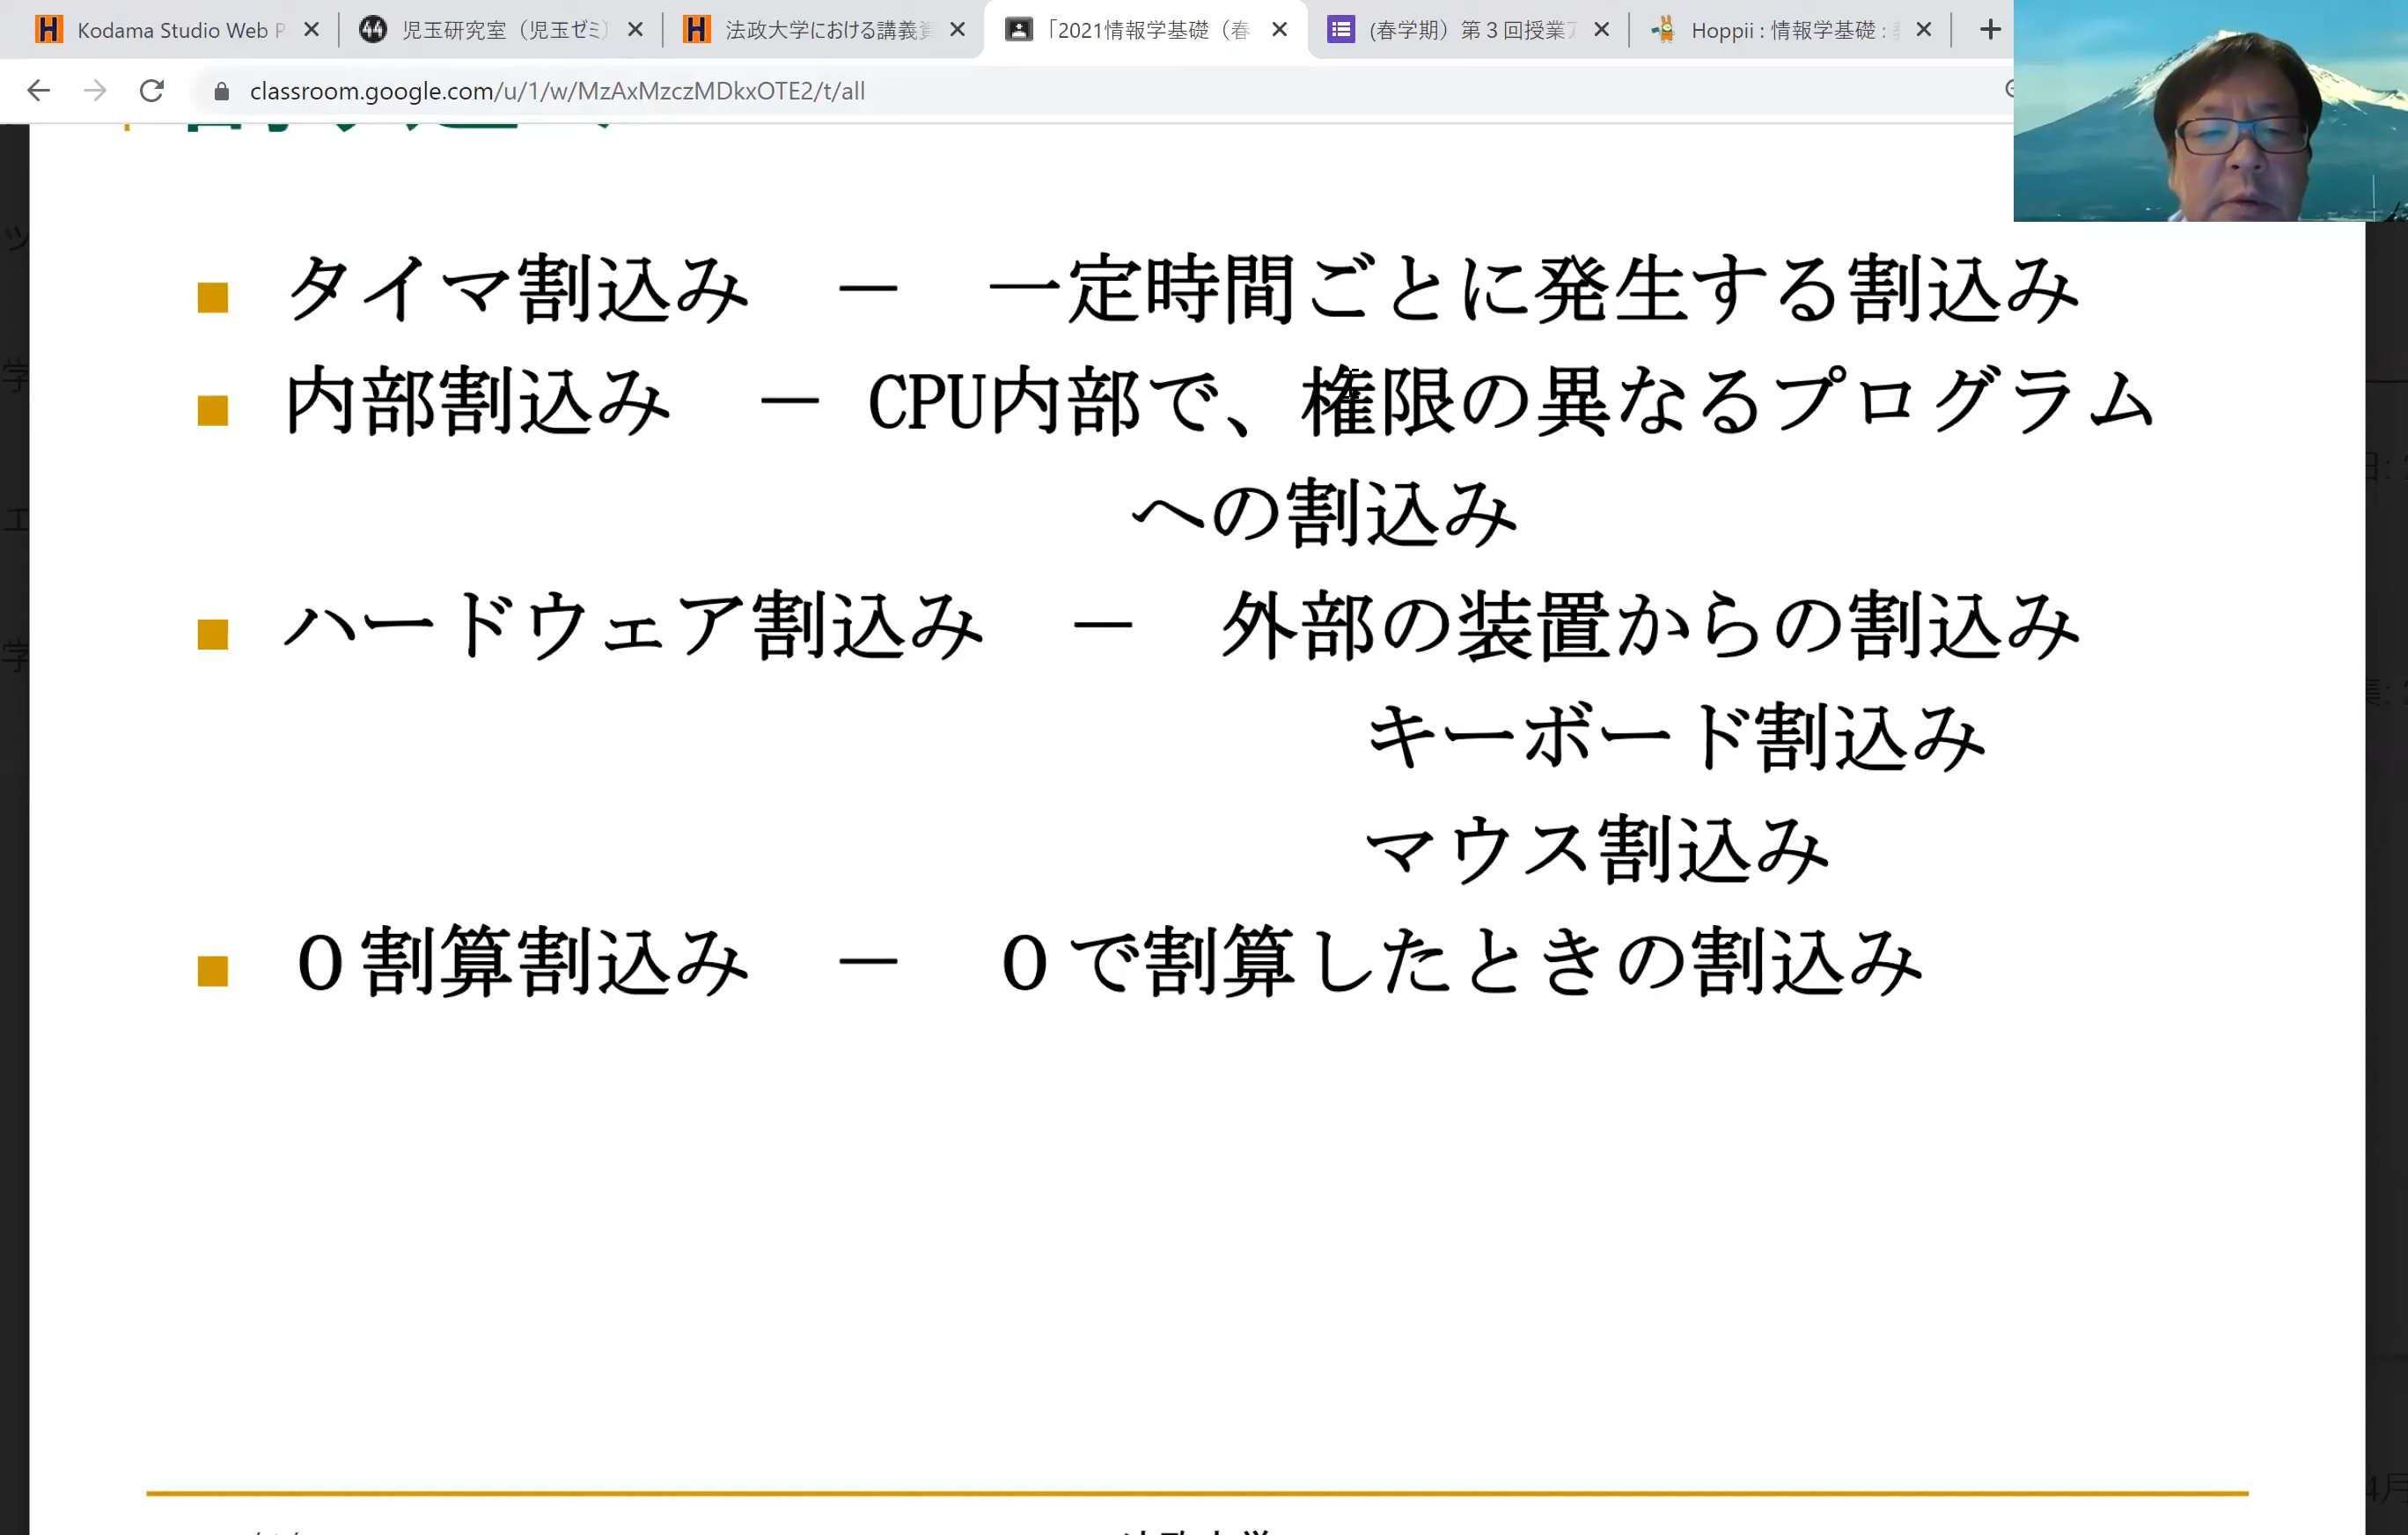 Kodama Studio Web P
児玉研究室（児玉ゼミ）
法政大学における講義資
「2021情報学基礎（春
(春学期）第３回授業ア
Hoppii : 情報学基礎 :
classroom.google.com/u/1/w/MzAxMzczMDkxOTE2/t/all
■ タイマ割込み － 一定時間ごとに発生する割込み
■ 内部割込み － CPU内部で、権限の異なるプログラム
への割込み
■ ハードウェア割込み － 外部の装置からの割込み
キーボード割込み
マウス割込み
■ ０割算割込み － ０で割算したときの割込み